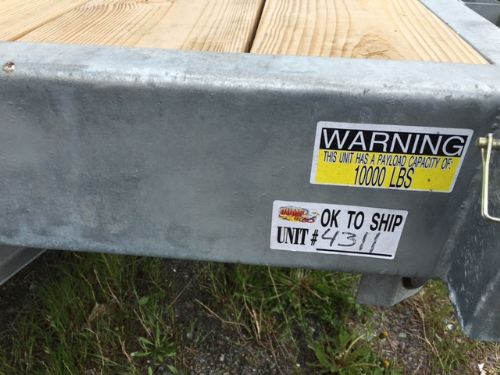 WARNING
THIS UNIT HAS A PAYLOAD CAPACITY OF:
10000 LBS
OK TO SHIP
UNIT # 4311